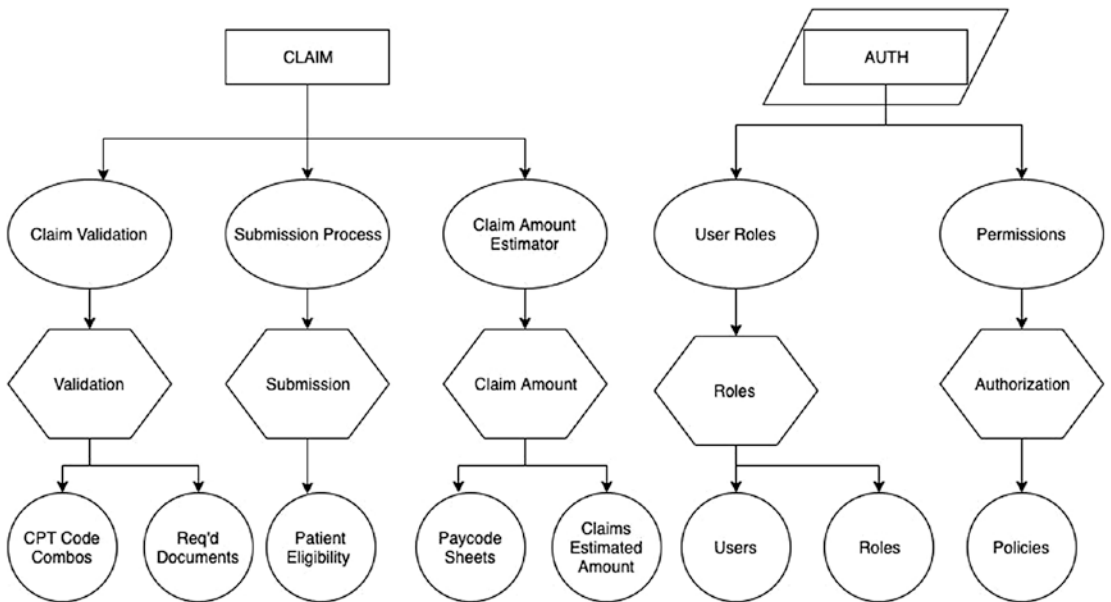 CLAIM
AUTH
Claim Validation
Submission Process
Claim Amount
Estimator
User Roles
Permissions
Validation
Submission
Claim Amount
Roles
Authorization
CPT Code
Combos
Req'd
Documents
Patient
Eligibility
Paycode
Sheets
Claims
Estimated
Amount
Users
Roles
Policies